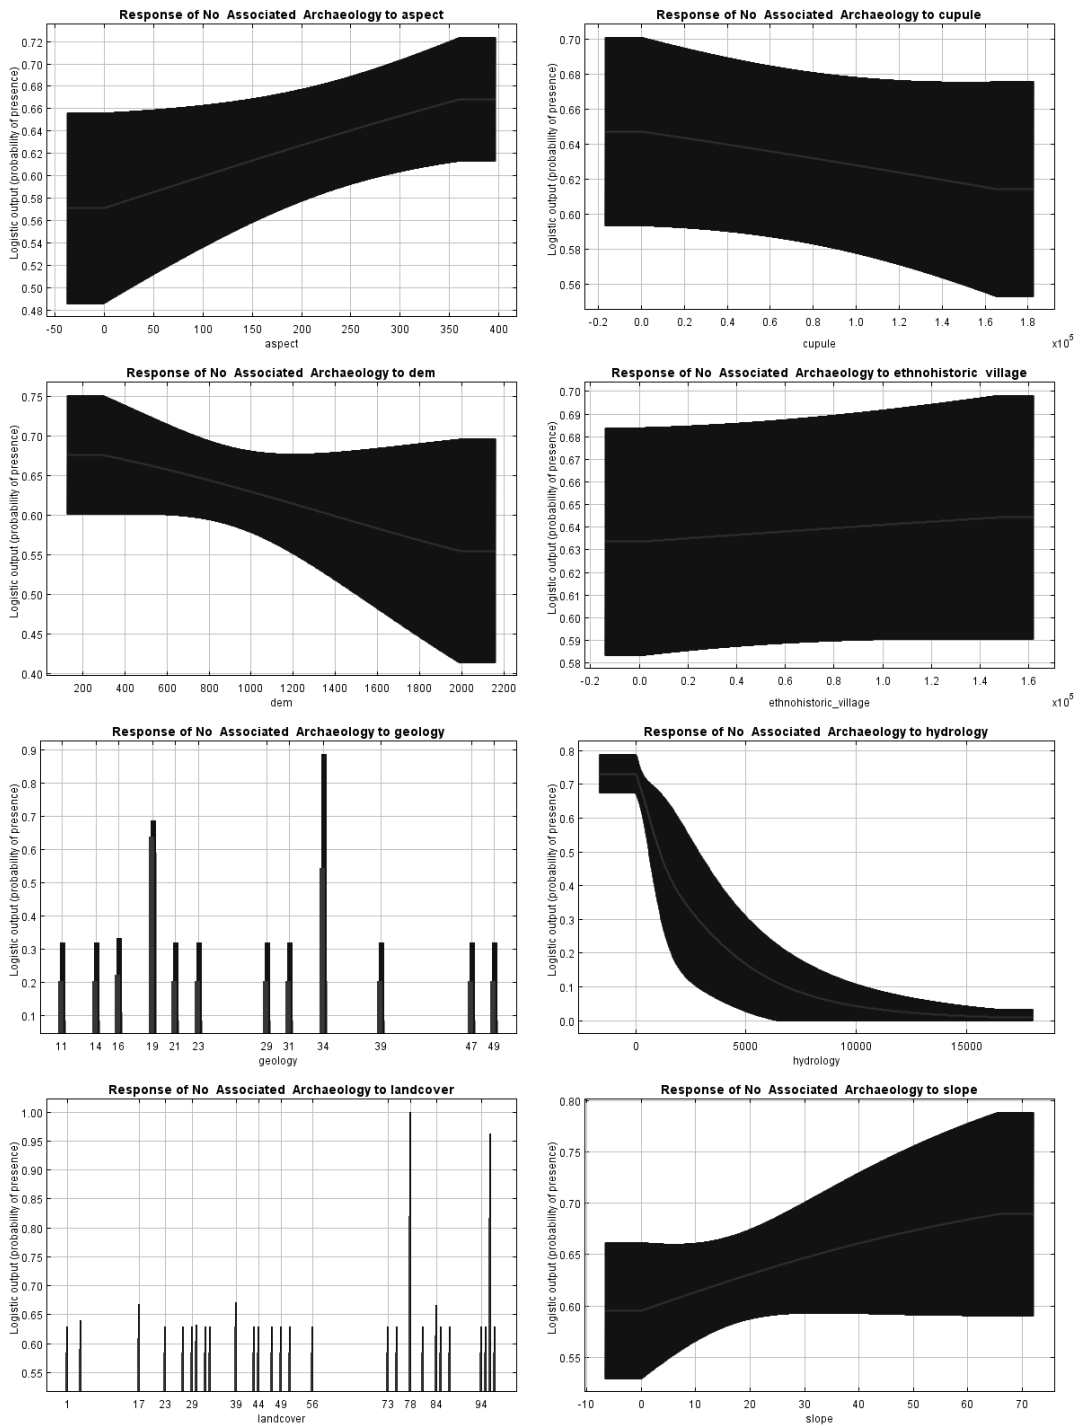 Response of No Associated Archaeology to aspect
Logistic output (probability of presence)
0.72
0.70
0.68
0.66
0.64
0.62
0.60
0.58
0.56
0.54
0.52
0.50
0.48
-50 0 50 100 150 200 250 300 350 400
aspect
Response of No Associated Archaeology to cupule
Logistic output (probability of presence)
0.70
0.68
0.66
0.64
0.62
0.60
0.58
0.56
-0.2 0.0 0.2 0.4 0.6 0.8 1.0 1.2 1.4 1.6 1.8
cupule
x10^5
Response of No Associated Archaeology to dem
Logistic output (probability of presence)
0.75
0.70
0.65
0.60
0.55
0.50
0.45
0.40
200 400 600 800 1000 1200 1400 1600 1800 2000 2200
dem
Response of No Associated Archaeology to ethnohistoric village
Logistic output (probability of presence)
0.70
0.69
0.68
0.67
0.66
0.65
0.64
0.63
0.62
0.61
0.60
0.59
0.58
-0.2 0.0 0.2 0.4 0.6 0.8 1.0 1.2 1.4 1.6
ethnohistoric_village
x10^5
Response of No Associated Archaeology to geology
Logistic output (probability of presence)
0.9
0.8
0.7
0.6
0.5
0.4
0.3
0.2
0.1
11 14 16 19 21 23 29 31 34 39 47 49
geology
Response of No Associated Archaeology to hydrology
Logistic output (probability of presence)
0.8
0.7
0.6
0.5
0.4
0.3
0.2
0.1
0.0
0 5000 10000 15000
hydrology
Response of No Associated Archaeology to landcover
Logistic output (probability of presence)
1.00
0.95
0.90
0.85
0.80
0.75
0.70
0.65
0.60
0.55
1 17 23 29 39 44 49 56 73 78 84 94
landcover
Response of No Associated Archaeology to slope
Logistic output (probability of presence)
0.80
0.75
0.70
0.65
0.60
0.55
-10 0 10 20 30 40 50 60 70
slope